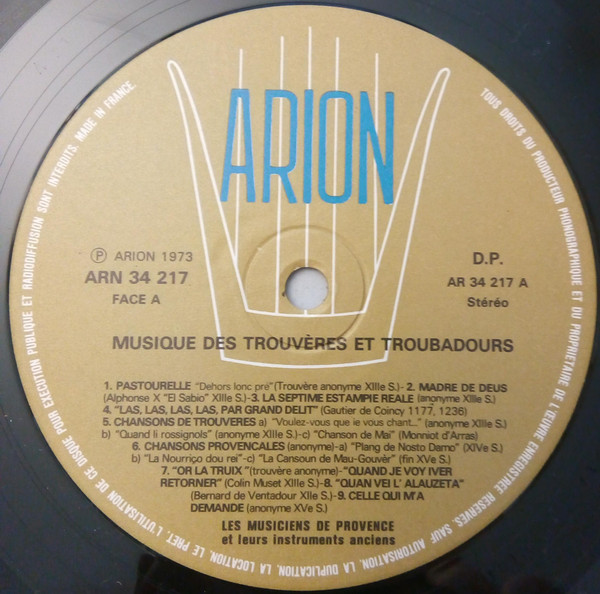 ARION
℗ ARION 1973
ARN 34 217
FACE A
D.P.
AR 34 217 A
Stéréo
MUSIQUE DES TROUVÈRES ET TROUBADOURS
1. PASTOURELLE "Dehors lonc pré"(Trouvère anonyme XIIIe S.)- 2. MADRE DE DEUS
(Alphonse X "El Sabio" XIIIe S.)-3. LA SEPTIME ESTAMPIE REALE (anonyme XIIIe S.)
4. "LAS, LAS, LAS, LAS, PAR GRAND DELIT" (Gautier de Coincy 1177, 1236)
5. CHANSONS DE TROUVERES a) "Voulez-vous que je vous chant..." (anonyme XIIIe S.)
b) "Quand li rossignols" (anonyme XIIIe S.)-c) "Chanson de Mai" (Monniot d'Arras)
6. CHANSONS PROVENCALES (anonyme)-a) "Plang de Nosto Damo" (XIVe S.)
b) "La Nourriço dou rei"-c) "La Cansoun de Mau-Gouvèr" (fin XVe S.)
7. "OR LA TRUIX" (trouvère anonyme)-"QUAND JE VOY IVER
RETORNER" (Colin Muset XIIIe S.)-8. "QUAN VEI L' ALAUZETA"
(Bernard de Ventadour XIIe S.)-9. CELLE QUI M'A
DEMANDE (anonyme XVe S.)
LES MUSICIENS DE PROVENCE
et leurs instruments anciens
TOUS DROITS DU PRODUCTEUR PHONOGRAPHIQUE ET DU PROPRIETAIRE DE L'ŒUVRE ENREGISTREE RESERVES. SAUF AUTORISATION, LA DUPLICATION, LA LOCATION, LE PRET, L'UTILISATION DE CE DISQUE POUR EXECUTION PUBLIQUE ET RADIODIFFUSION SONT INTERDITS. MADE IN FRANCE.